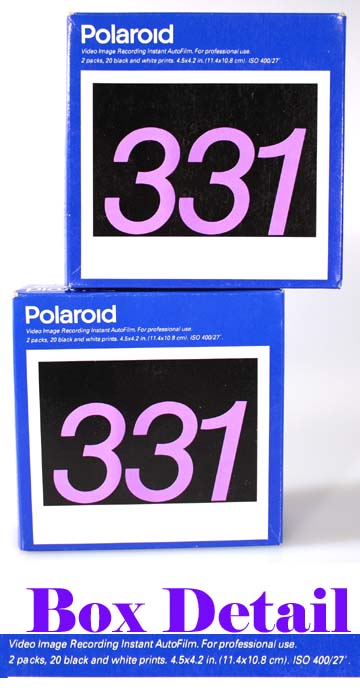 Polaroid
Video Image Recording Instant AutoFilm. For professional use.
2 packs, 20 black and white prints. 4.5x4.2 in. (11.4x10.8 cm). ISO 400/27°.
331
Polaroid
Polaroid
Video Image Recording Instant AutoFilm. For professional use.
2 packs, 20 black and white prints. 4.5x4.2 in. (11.4x10.8 cm). ISO 400/27°.
331
Box Detail
Video Image Recording Instant AutoFilm. For professional use.
2 packs, 20 black and white prints. 4.5x4.2 in. (11.4x10.8 cm). ISO 400/27°.